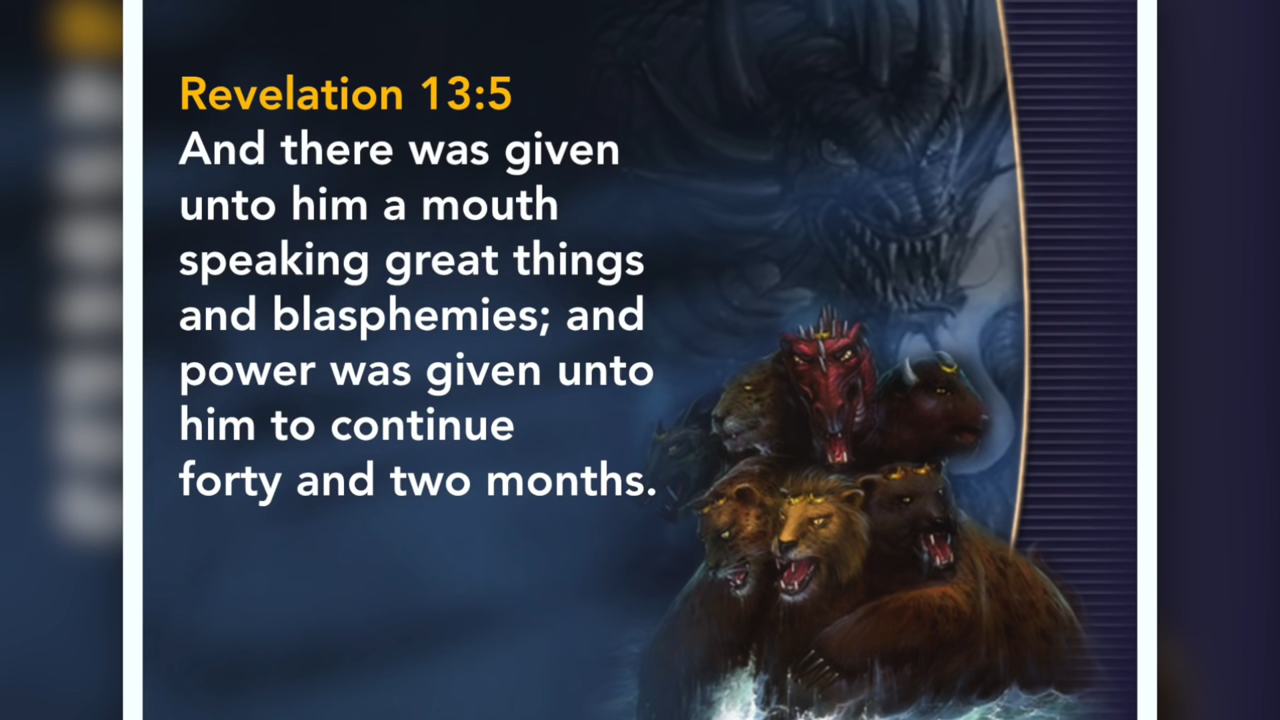 Revelation 13:5
And there was given
unto him a mouth
speaking great things
and blasphemies; and
power was given unto
him to continue
forty and two months.